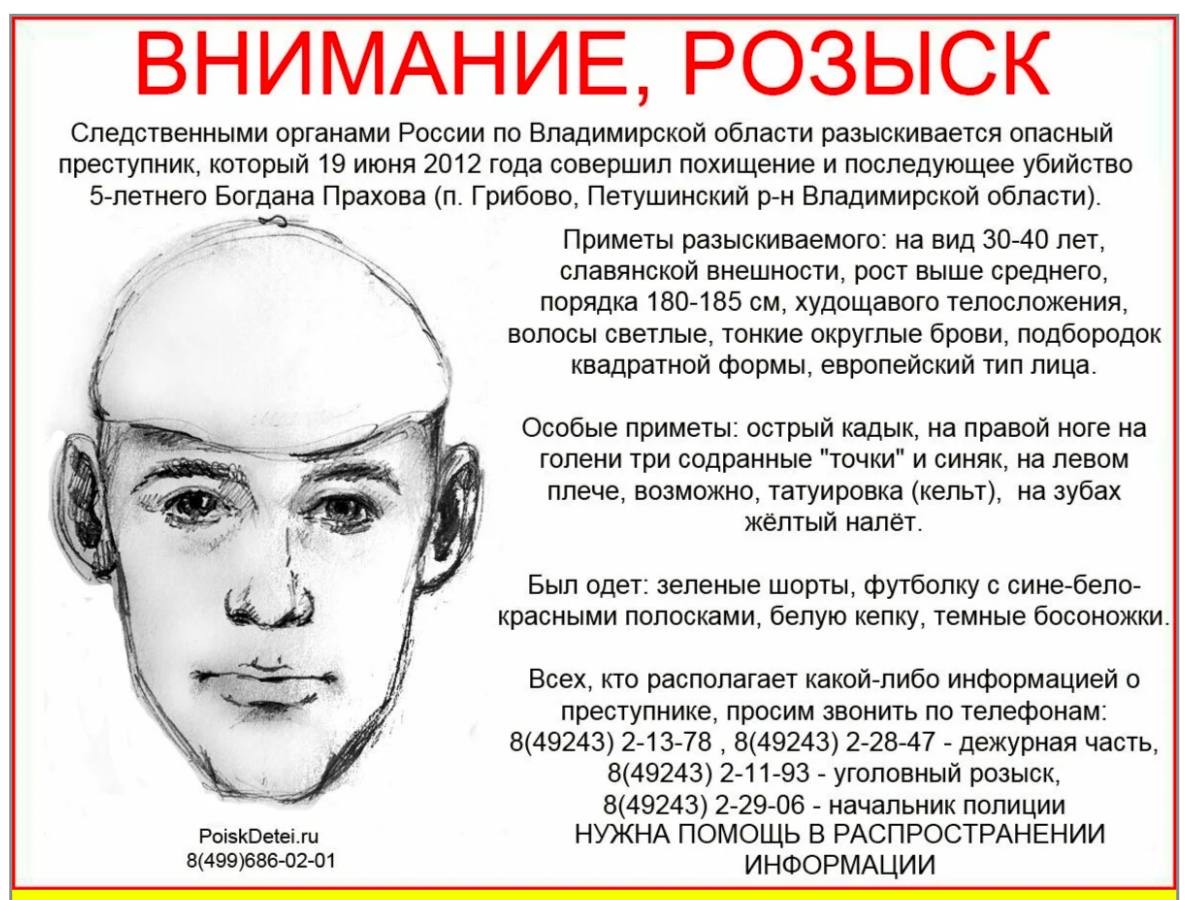 ВНИМАНИЕ, РОЗЫСК
Следственными органами России по Владимирской области разыскивается опасный
преступник, который 19 июня 2012 года совершил похищение и последующее убийство
5-летнего Богдана Прахова (п. Грибово, Петушинский р-н Владимирской области).
Приметы разыскиваемого: на вид 30-40 лет,
славянской внешности, рост выше среднего,
порядка 180-185 см, худощавого телосложения,
волосы светлые, тонкие округлые брови, подбородок
квадратной формы, европейский тип лица.
Особые приметы: острый кадык, на правой ноге на
голени три содранные "точки" и синяк, на левом
плече, возможно, татуировка (кельт), на зубах
жёлтый налёт.
Был одет: зеленые шорты, футболку с сине-бело-
красными полосками, белую кепку, темные босоножки.
Всех, кто располагает какой-либо информацией о
преступнике, просим звонить по телефонам:
8(49243) 2-13-78 , 8(49243) 2-28-47 - дежурная часть,
8(49243) 2-11-93 - уголовный розыск,
8(49243) 2-29-06 - начальник полиции
НУЖНА ПОМОЩЬ В РАСПРОСТРАНЕНИИ
ИНФОРМАЦИИ
PoiskDetei.ru
8(499)686-02-01